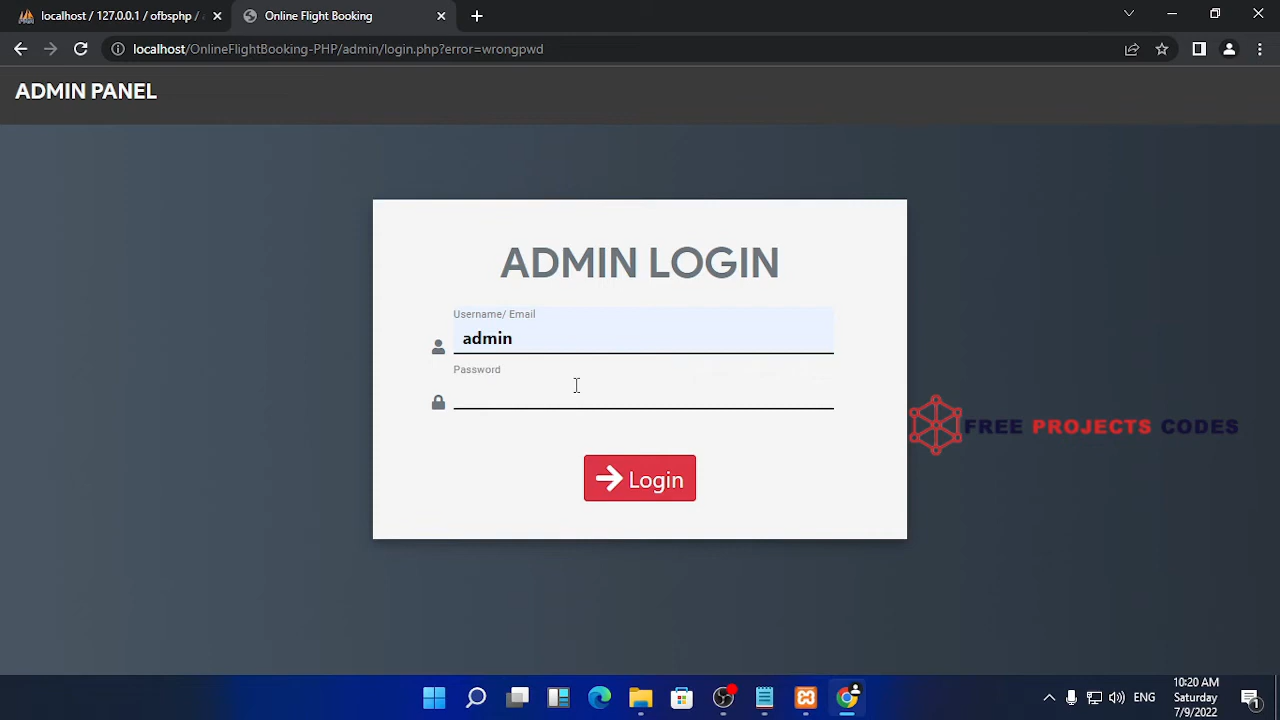 localhost / 127.0.0.1 / ofbsphp /
Online Flight Booking
localhost/OnlineFlightBooking-PHP/admin/login.php?error=wrongpwd
ADMIN PANEL
ADMIN LOGIN
Username/ Email
admin
Password
FREE PROJECTS CODES
Login
ENG
10:20 AM
Saturday
7/9/2022
1